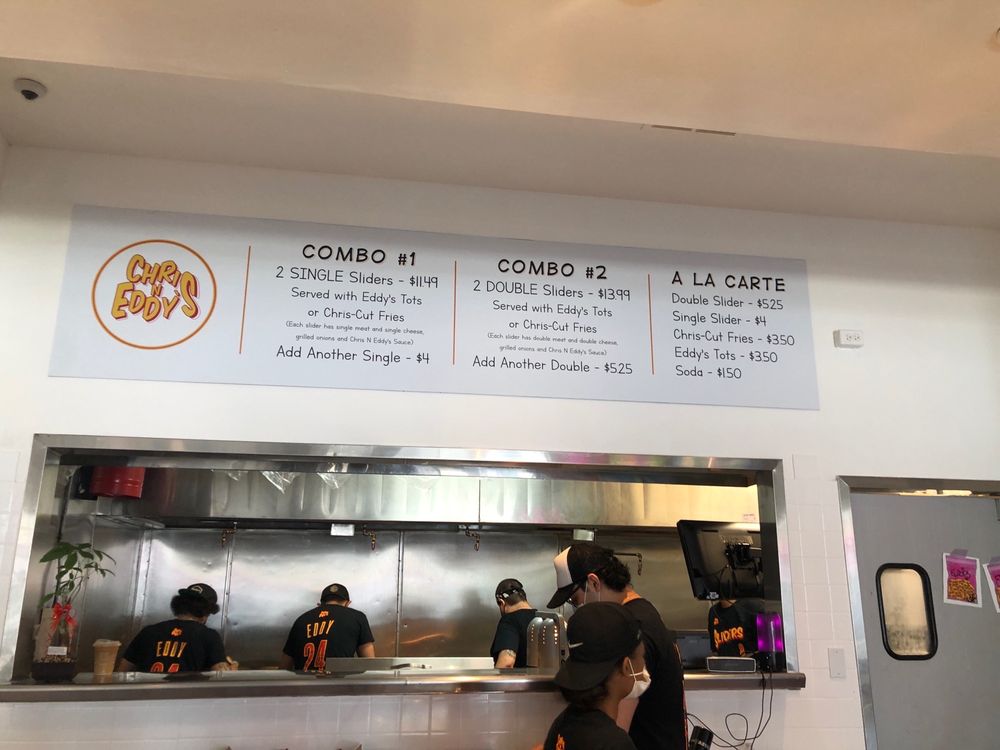 CHRIS
N
EDDY'S
COMBO #1
2 SINGLE Sliders - $11.49
Served with Eddy's Tots
or Chris-Cut Fries
(Each slider has single meat and single cheese,
grilled onions and Chris N Eddy's Sauce)
Add Another Single - $4
COMBO #2
2 DOUBLE Sliders - $13.99
Served with Eddy's Tots
or Chris-Cut Fries
(Each slider has double meat and double cheese,
grilled onions and Chris N Eddy's Sauce)
Add Another Double - $5.25
A LA CARTE
Double Slider - $5.25
Single Slider - $4
Chris-Cut Fries - $3.50
Eddy's Tots - $3.50
Soda - $1.50
EDDY
24
EDDY
24